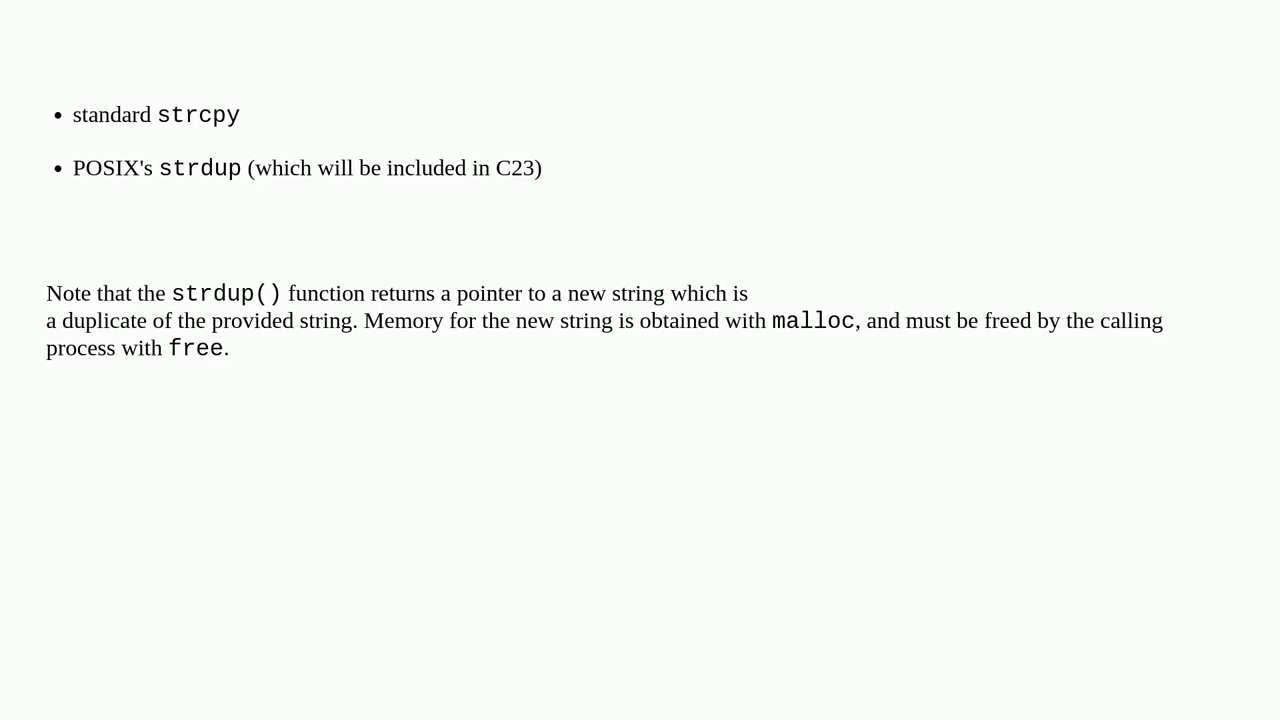 • standard strcpy
• POSIX's strdup (which will be included in C23)
Note that the strdup() function returns a pointer to a new string which is
a duplicate of the provided string. Memory for the new string is obtained with malloc, and must be freed by the calling
process with free.